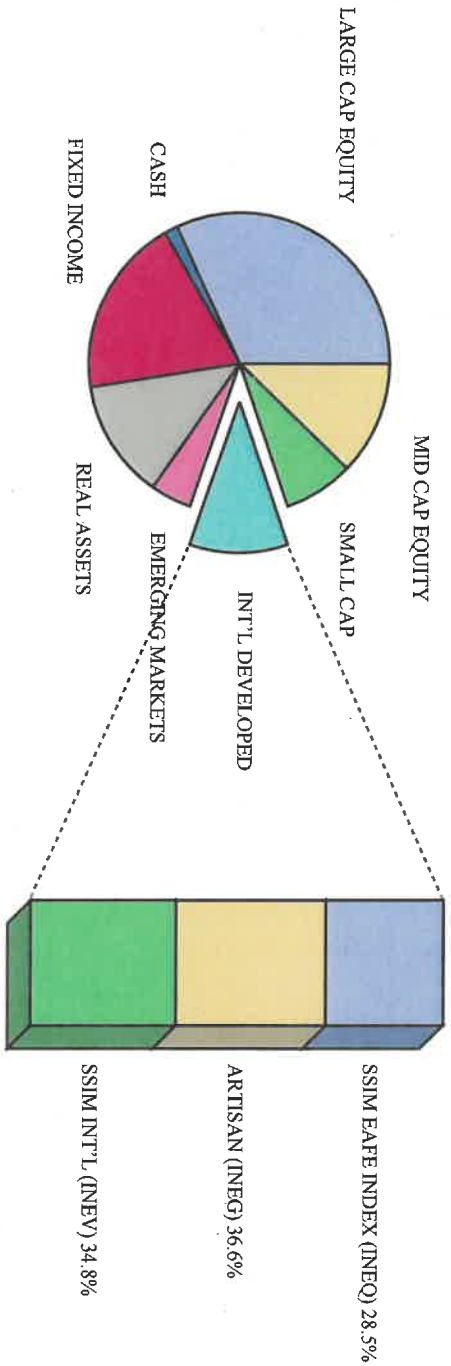 LARGE CAP EQUITY
MID CAP EQUITY
SMALL CAP
INT'L DEVELOPED
EMERGING MARKETS
REAL ASSETS
FIXED INCOME
CASH
SSIM EAFE INDEX (INEQ) 28.5%
ARTISAN (INEG) 36.6%
SSIM INT'L (INEV) 34.8%